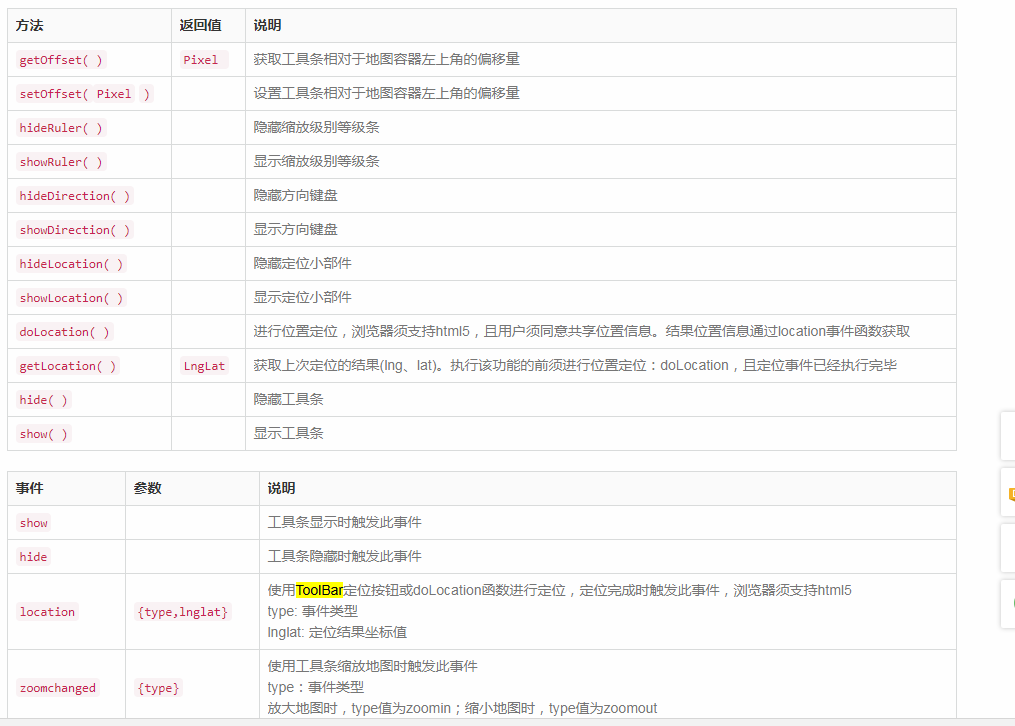 方法 返回值 说明
getOffset( ) Pixel 获取工具条相对于地图容器左上角的偏移量
setOffset( Pixel ) 设置工具条相对于地图容器左上角的偏移量
hideRuler( ) 隐藏缩放级别等级条
showRuler( ) 显示缩放级别等级条
hideDirection( ) 隐藏方向键盘
showDirection( ) 显示方向键盘
hideLocation( ) 隐藏定位小部件
showLocation( ) 显示定位小部件
doLocation( ) 进行位置定位，浏览器须支持html5，且用户须同意共享位置信息。结果位置信息通过location事件函数获取
getLocation( ) LngLat 获取上次定位的结果(lng、lat)。执行该功能的前须进行位置定位：doLocation，且定位事件已经执行完毕
hide( ) 隐藏工具条
show( ) 显示工具条
事件 参数 说明
show 工具条显示时触发此事件
hide 工具条隐藏时触发此事件
location {type,lnglat} 使用ToolBar定位按钮或doLocation函数进行定位，定位完成时触发此事件，浏览器须支持html5
type: 事件类型
lnglat: 定位结果坐标值
zoomchanged {type} 使用工具条缩放地图时触发此事件
type：事件类型
放大地图时，type值为zoomin；缩小地图时，type值为zoomout